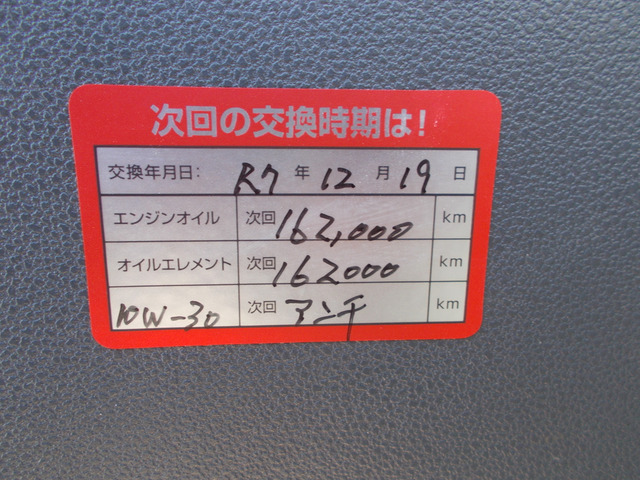 次回の交換時期は!
交換年月日: R7 年 12 月 19 日
エンジンオイル 次回 162,000 km
オイルエレメント 次回 162000 km
10W-30 次回 アンチ km